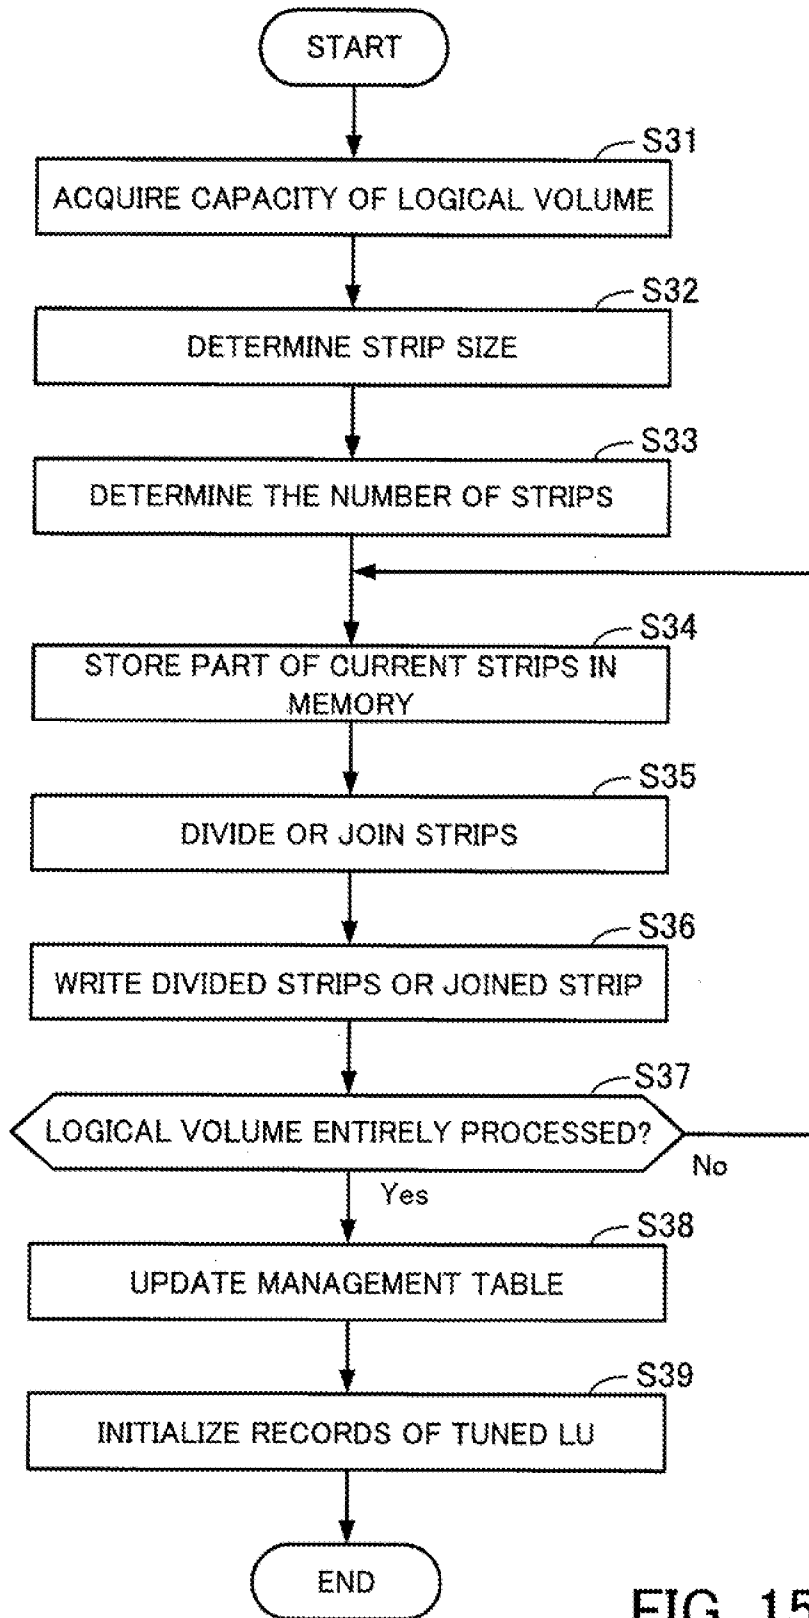 START
S31
ACQUIRE CAPACITY OF LOGICAL VOLUME
S32
DETERMINE STRIP SIZE
S33
DETERMINE THE NUMBER OF STRIPS
S34
STORE PART OF CURRENT STRIPS IN
MEMORY
S35
DIVIDE OR JOIN STRIPS
S36
WRITE DIVIDED STRIPS OR JOINED STRIP
S37
LOGICAL VOLUME ENTIRELY PROCESSED?
No
Yes
S38
UPDATE MANAGEMENT TABLE
S39
INITIALIZE RECORDS OF TUNED LU
END
FIG. 15